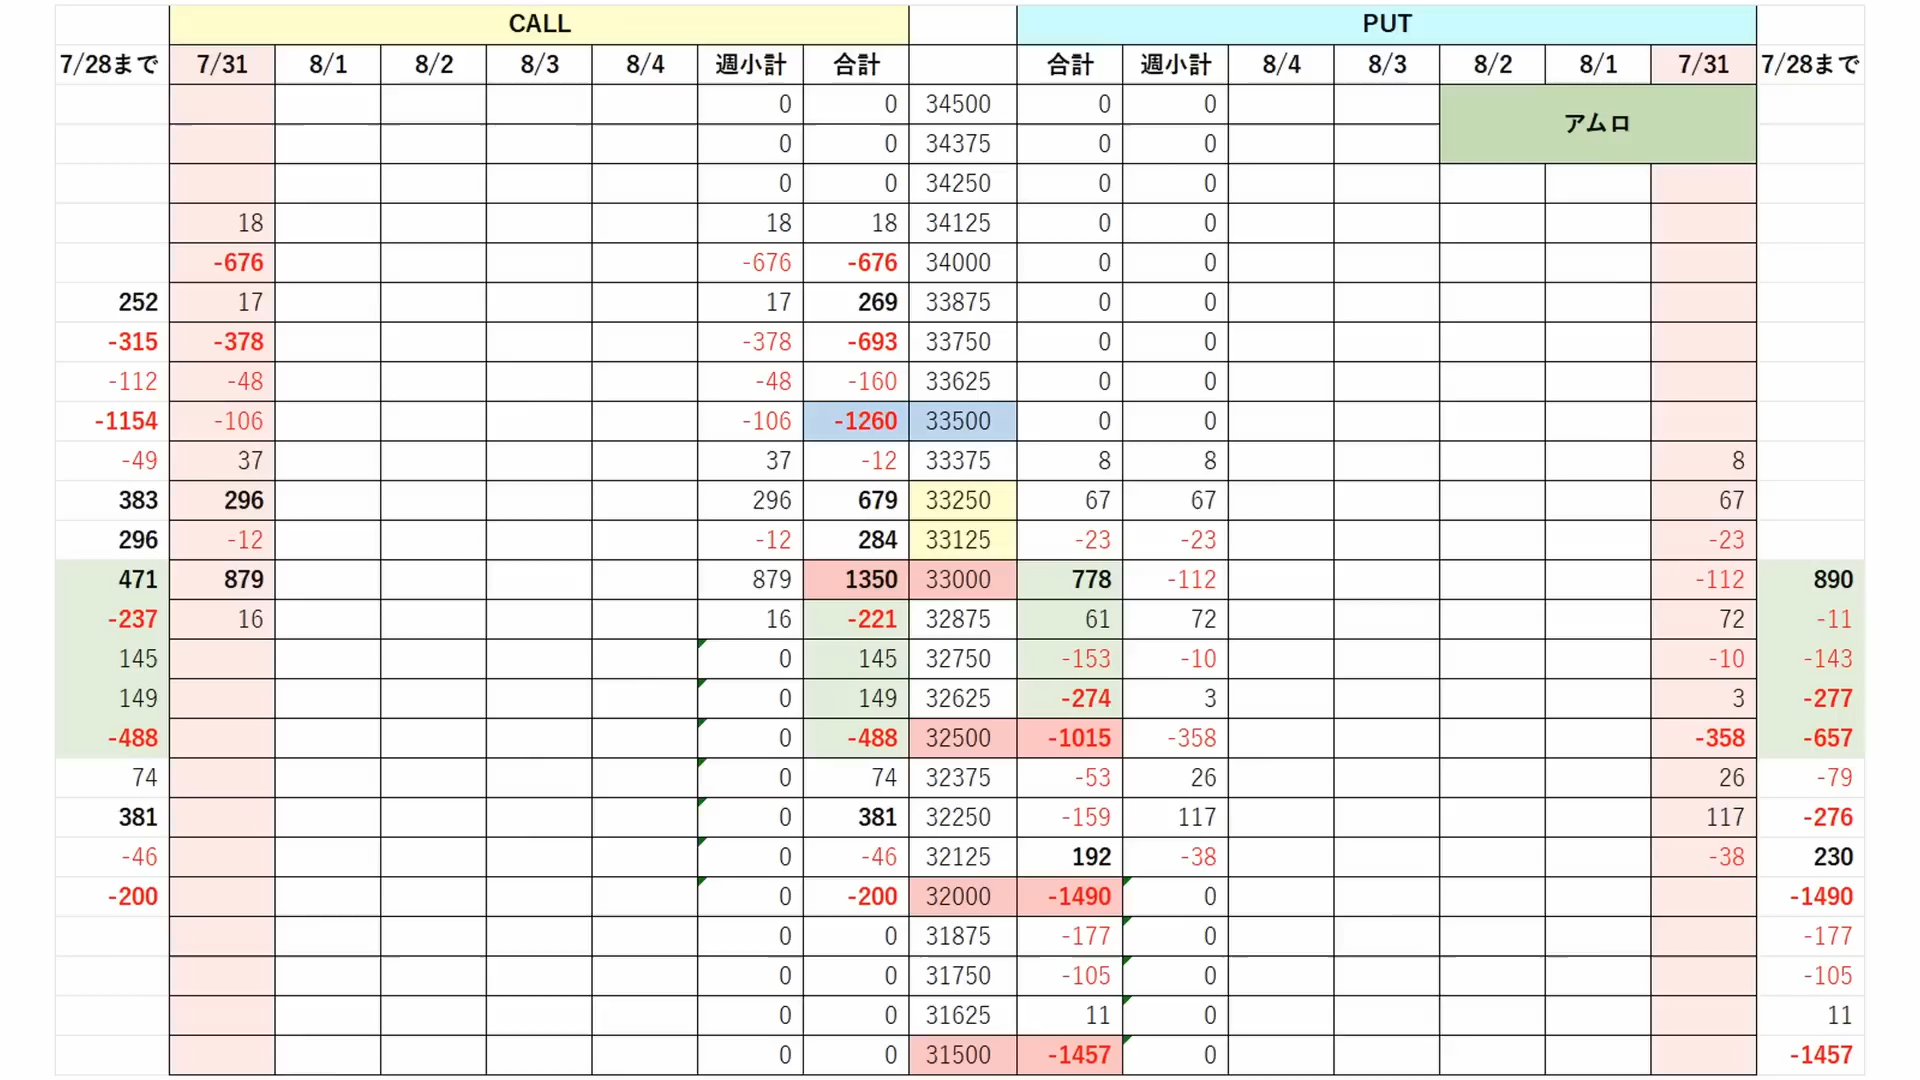 CALL PUT
7/28まで 7/31 8/1 8/2 8/3 8/4 週小計 合計 合計 週小計 8/4 8/3 8/2 8/1 7/31 7/28まで
0 0 34500 0 0
アムロ
0 0 34375 0 0
0 0 34250 0 0
18 18 18 34125 0 0
-676 -676 -676 34000 0 0
252 17 17 269 33875 0 0
-315 -378 -378 -693 33750 0 0
-112 -48 -48 -160 33625 0 0
-1154 -106 -106 -1260 33500 0 0
-49 37 37 -12 33375 8 8 8
383 296 296 679 33250 67 67 67
296 -12 -12 284 33125 -23 -23 -23
471 879 879 1350 33000 778 -112 -112 890
-237 16 16 -221 32875 61 72 72 -11
145 0 145 32750 -153 -10 -10 -143
149 0 149 32625 -274 3 3 -277
-488 0 -488 32500 -1015 -358 -358 -657
74 0 74 32375 -53 26 26 -79
381 0 381 32250 -159 117 117 -276
-46 0 -46 32125 192 -38 -38 230
-200 0 -200 32000 -1490 0 -1490
0 0 31875 -177 0 -177
0 0 31750 -105 0 -105
0 0 31625 11 0 11
0 0 31500 -1457 0 -1457